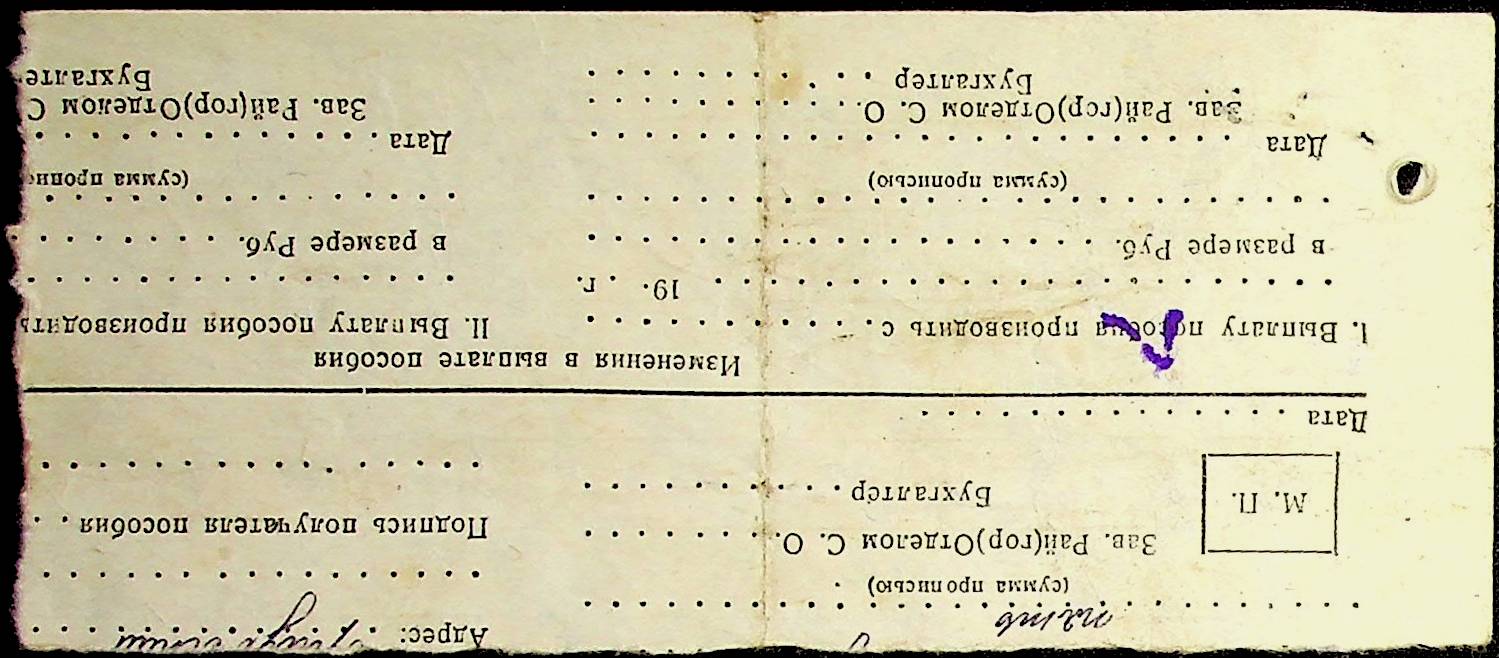 Адрес:
пять
(сумма прописью)
Зав. Рай(гор)Отделом С. О.
Подпись получателя пособия
М. П.
Бухгалтер
Дата
Изменения в выплате пособия
I. Выплату пособия производить с
19 . . г.
в размере Руб.
(сумма прописью)
Дата
Зав. Рай(гор)Отделом С. О.
Бухгалтер
II. Выплату пособия производить
в размере Руб.
(сумма пропис
Дата
Зав. Рай(гор)Отделом С
Бухгалте